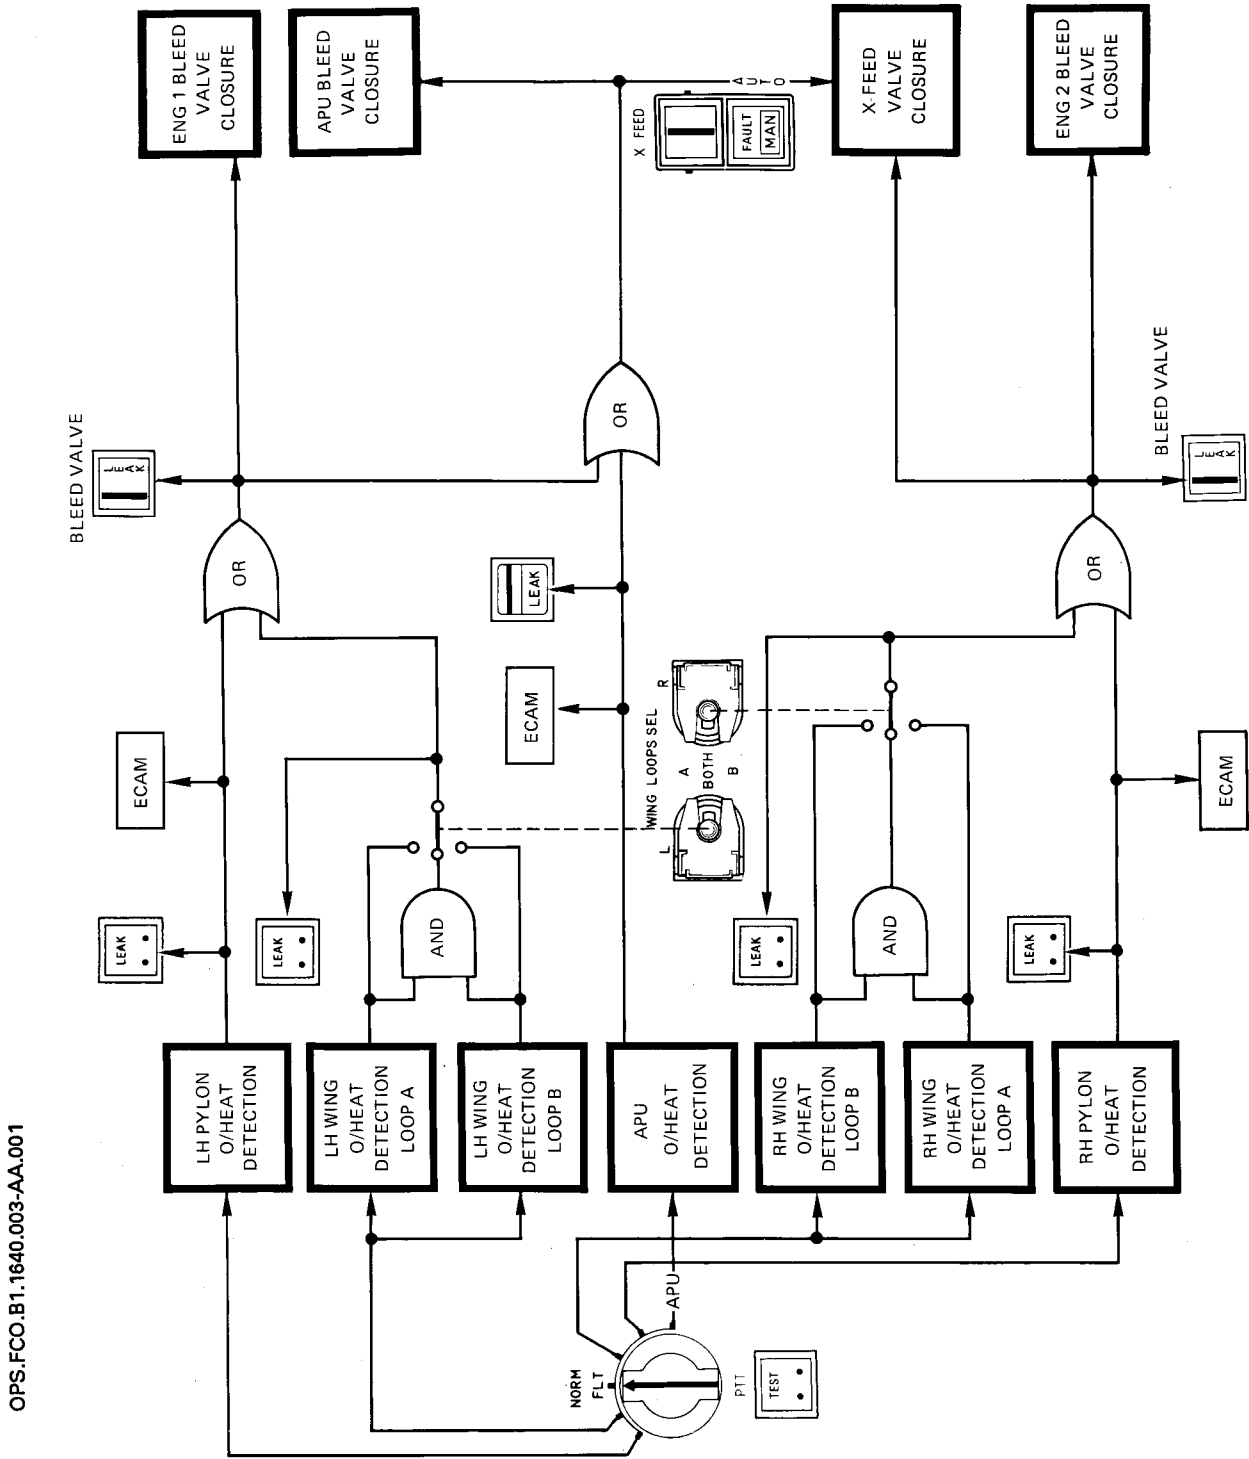 OPS.FCO.B1.1640.003-AA.001
ENG 1 BLEED
VALVE
CLOSURE
APU BLEED
VALVE
CLOSURE
X-FEED
VALVE
CLOSURE
ENG 2 BLEED
VALVE
CLOSURE
AUTO
X FEED
FAULT
MAN
BLEED VALVE
LEAK
OR
OR
BLEED VALVE
LEAK
OR
LEAK
ECAM
ECAM
ECAM
WING LOOPS SEL
L
A
BOTH
B
R
LEAK
LEAK
AND
LEAK
AND
LEAK
LH PYLON
O/HEAT
DETECTION
LH WING
O/HEAT
DETECTION
LOOP A
LH WING
O/HEAT
DETECTION
LOOP B
APU
O/HEAT
DETECTION
RH WING
O/HEAT
DETECTION
LOOP B
RH WING
O/HEAT
DETECTION
LOOP A
RH PYLON
O/HEAT
DETECTION
NORM
FLT
APU
PTT
TEST